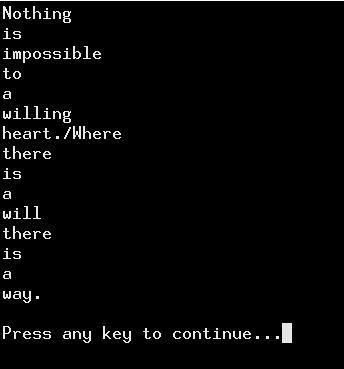 Nothing
is
impossible
to
a
willing
heart./Where
there
is
a
will
there
is
a
way.
Press any key to continue...